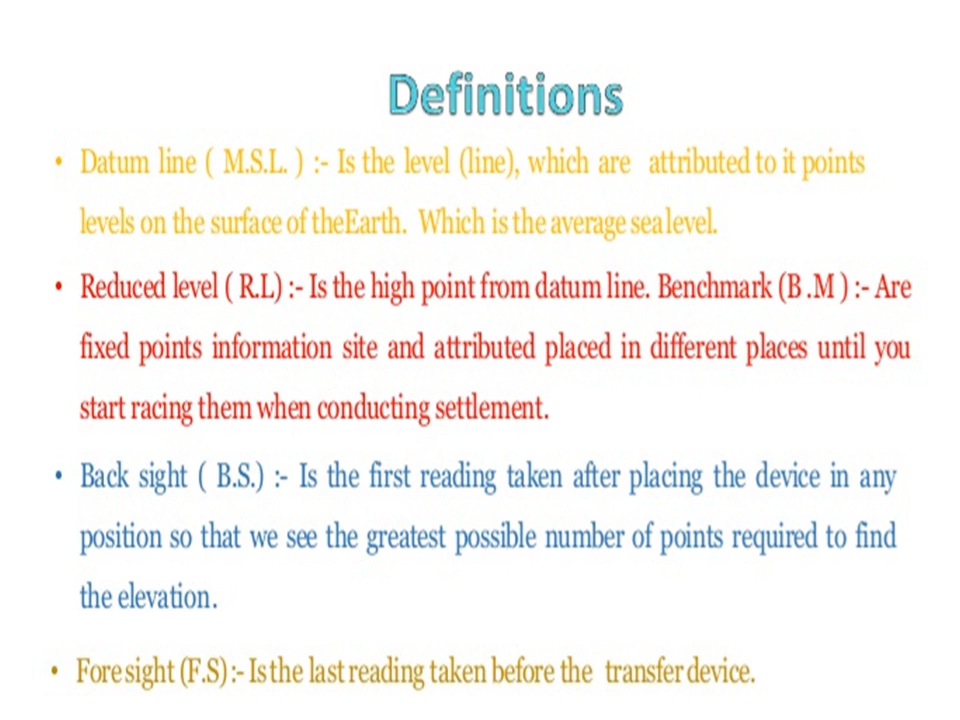 Definitions
• Datum line ( M.S.L. ) :- Is the level (line), which are attributed to it points
levels on the surface of theEarth. Which is the average sea level.
• Reduced level ( R.L) :- Is the high point from datum line. Benchmark (B .M ) :- Are
fixed points information site and attributed placed in different places until you
start racing them when conducting settlement.
• Back sight ( B.S.) :- Is the first reading taken after placing the device in any
position so that we see the greatest possible number of points required to find
the elevation.
• Fore sight (F.S) :- Is the last reading taken before the transfer device.